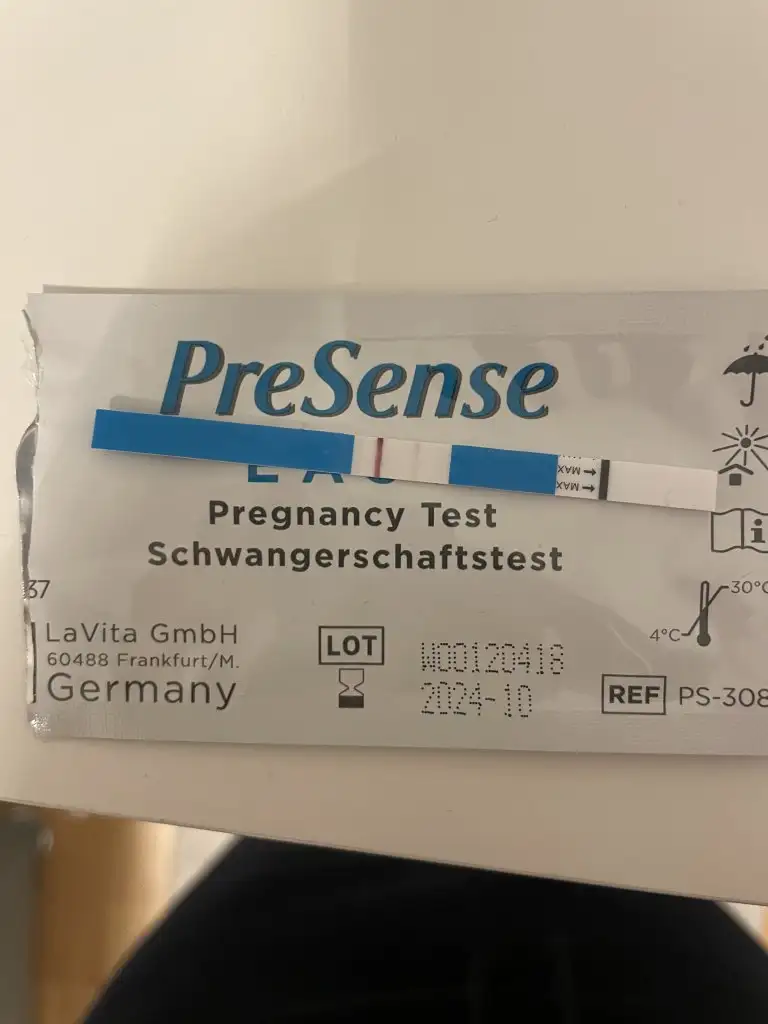 PreSense
Pregnancy Test
Schwangerschaftstest
MAX
MAX
37
LaVita GmbH
60488 Frankfurt/M.
Germany
LOT
W00120418
2024-10
4°C
30°C
REF PS-308